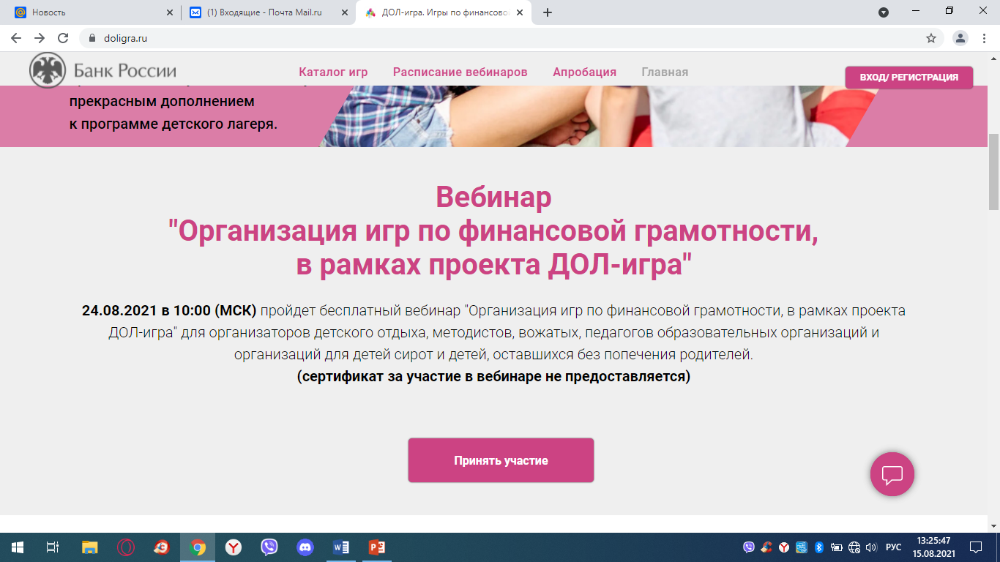 Новость
(1) Входящие - Почта Mail.ru
ДОЛ-игра. Игры по финансово
doligra.ru
Банк России
Каталог игр
Расписание вебинаров
Апробация
Главная
ВХОД/ РЕГИСТРАЦИЯ
прекрасным дополнением
к программе детского лагеря.
Вебинар
"Организация игр по финансовой грамотности,
в рамках проекта ДОЛ-игра"
24.08.2021 в 10:00 (МСК) пройдет бесплатный вебинар "Организация игр по финансовой грамотности, в рамках проекта
ДОЛ-игра" для организаторов детского отдыха, методистов, вожатых, педагогов образовательных организаций и
организаций для детей сирот и детей, оставшихся без попечения родителей.
(сертификат за участие в вебинаре не предоставляется)
Принять участие
РУС
13:25:47
15.08.2021